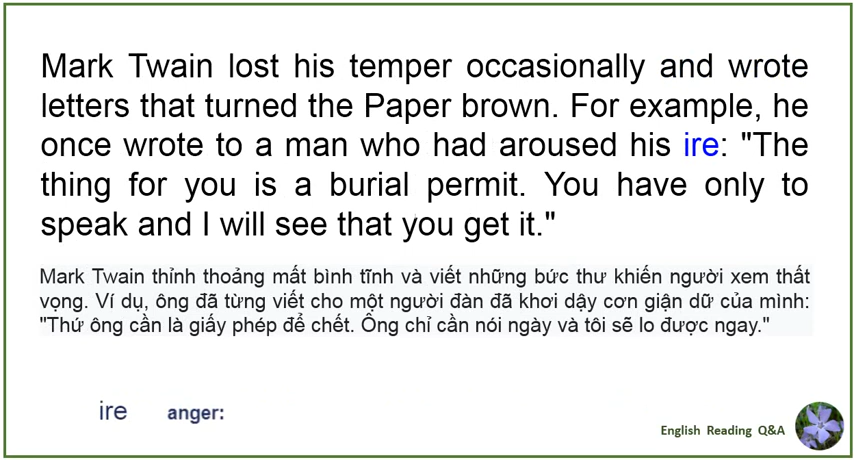 Mark Twain lost his temper occasionally and wrote
letters that turned the Paper brown. For example, he
once wrote to a man who had aroused his ire: "The
thing for you is a burial permit. You have only to
speak and I will see that you get it."
Mark Twain thỉnh thoảng mất bình tĩnh và viết những bức thư khiến người xem thất
vọng. Ví dụ, ông đã từng viết cho một người đàn đã khơi dậy cơn giận dữ của mình:
"Thứ ông cần là giấy phép để chết. Ông chỉ cần nói ngày và tôi sẽ lo được ngay."
ire anger:
English Reading Q&A